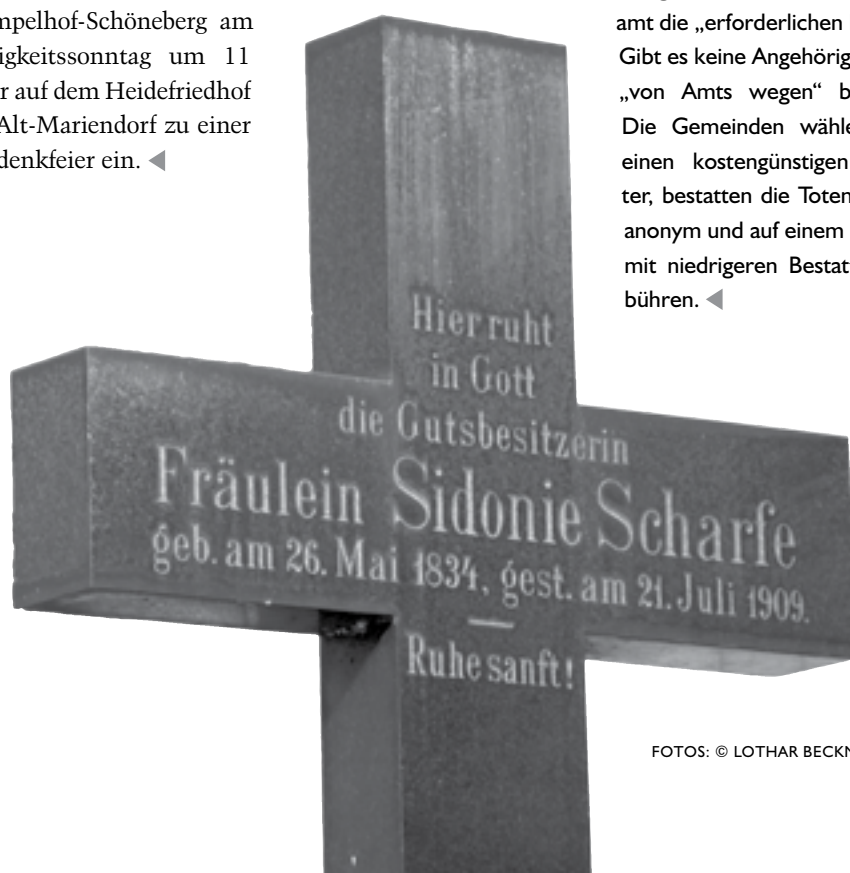 mpelhof-Schöneberg am
igkeitssonntag um 11
r auf dem Heidefriedhof
Alt-Mariendorf zu einer
denkfeier ein.
amt die „erforderlichen
Gibt es keine Angehörig
„von Amts wegen“ b
Die Gemeinden wähle
einen kostengünstigen
ter, bestatten die Toten
anonym und auf einem
mit niedrigeren Bestat
bühren.
Hier ruht
in Gott
die Gutsbesitzerin
Fräulein Sidonie Scharfe
geb. am 26. Mai 1834, gest. am 21. Juli 1909.
Ruhe sanft!
FOTOS: © LOTHAR BECKN